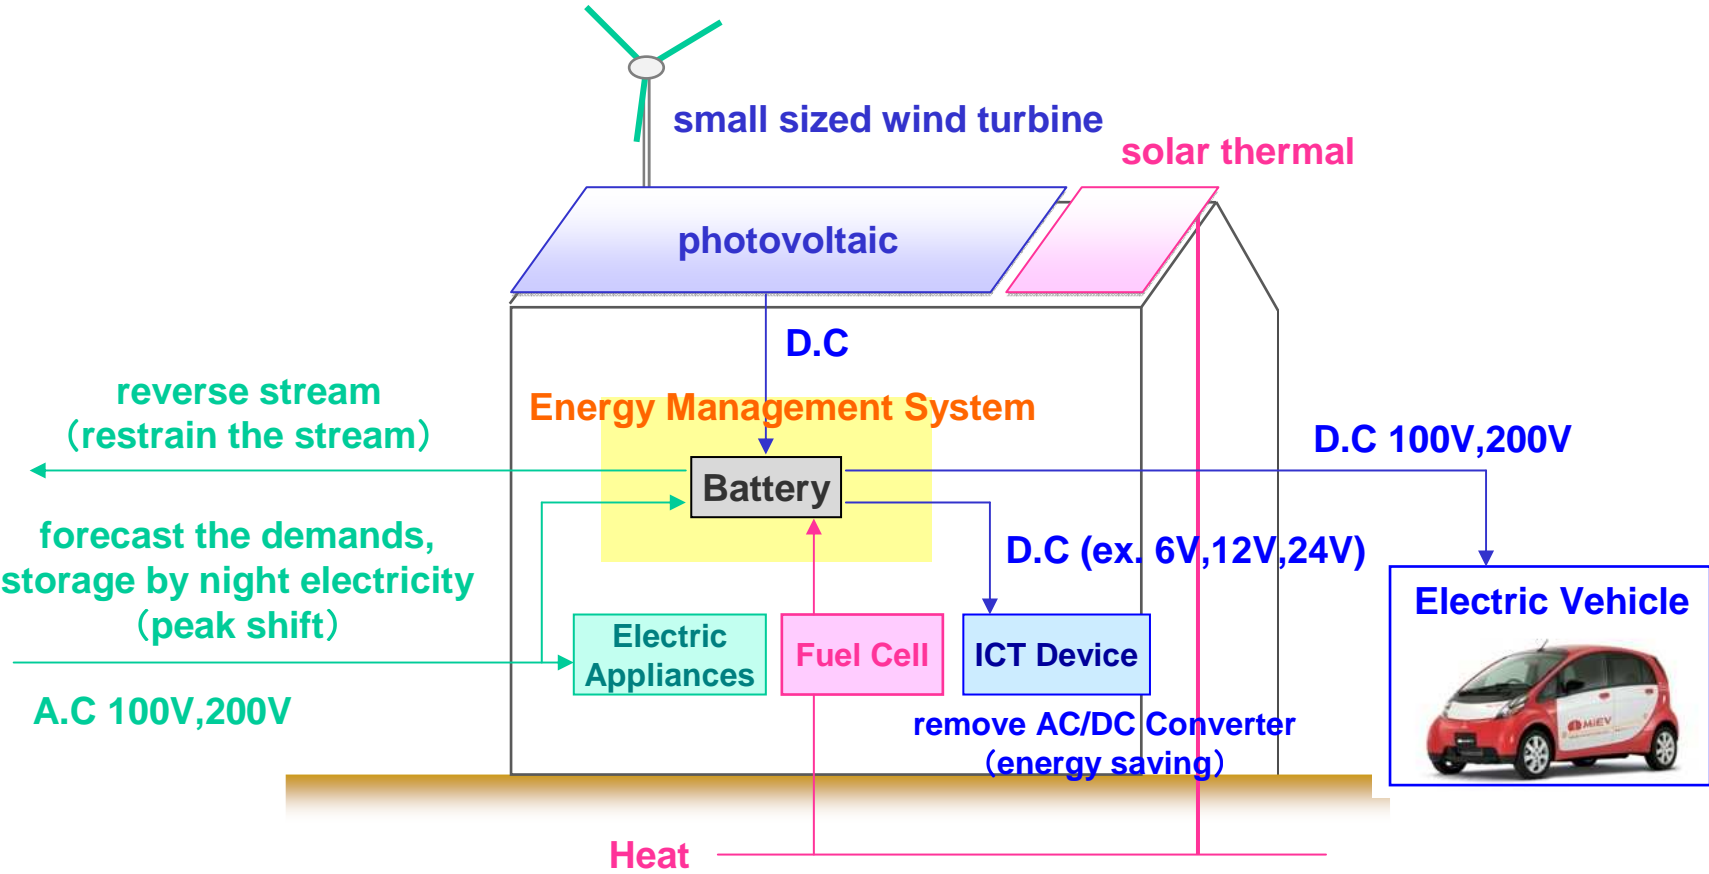 small sized wind turbine
solar thermal
photovoltaic
D.C
reverse stream
（restrain the stream）
Energy Management System
D.C 100V,200V
Battery
forecast the demands,
storage by night electricity
（peak shift）
D.C (ex. 6V,12V,24V)
Electric Vehicle
Electric
Appliances
Fuel Cell
ICT Device
A.C 100V,200V
MiEV
remove AC/DC Converter
（energy saving）
Heat